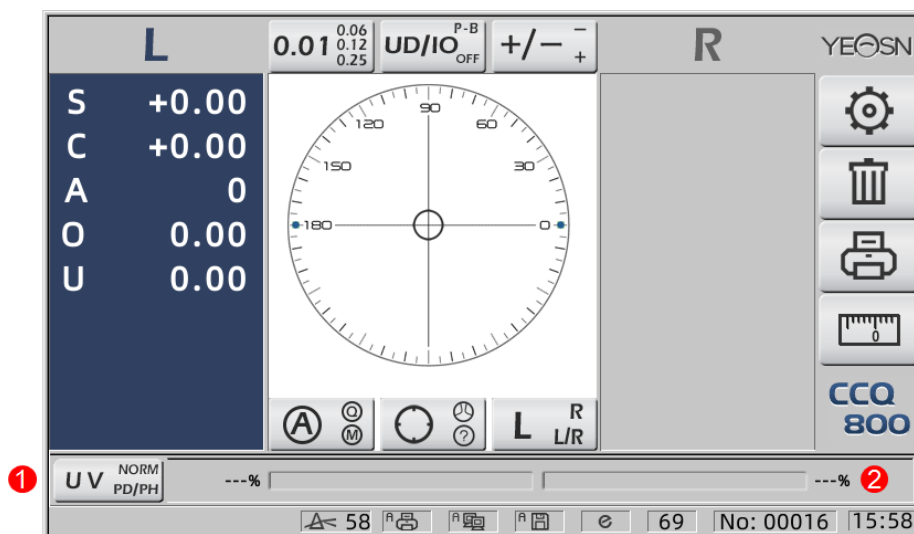 L
0.01 0.06 0.12 0.25
UD/IO P-B OFF
+/− − +
R
YEOSN
S +0.00
C +0.00
A 0
O 0.00
U 0.00
90
120 60
150 30
180 0
0
A Q M
?
L R L/R
CCQ
800
1
UV NORM PD/PH
---%
---%
2
58
A
A
A
e
69
No: 00016
15:58